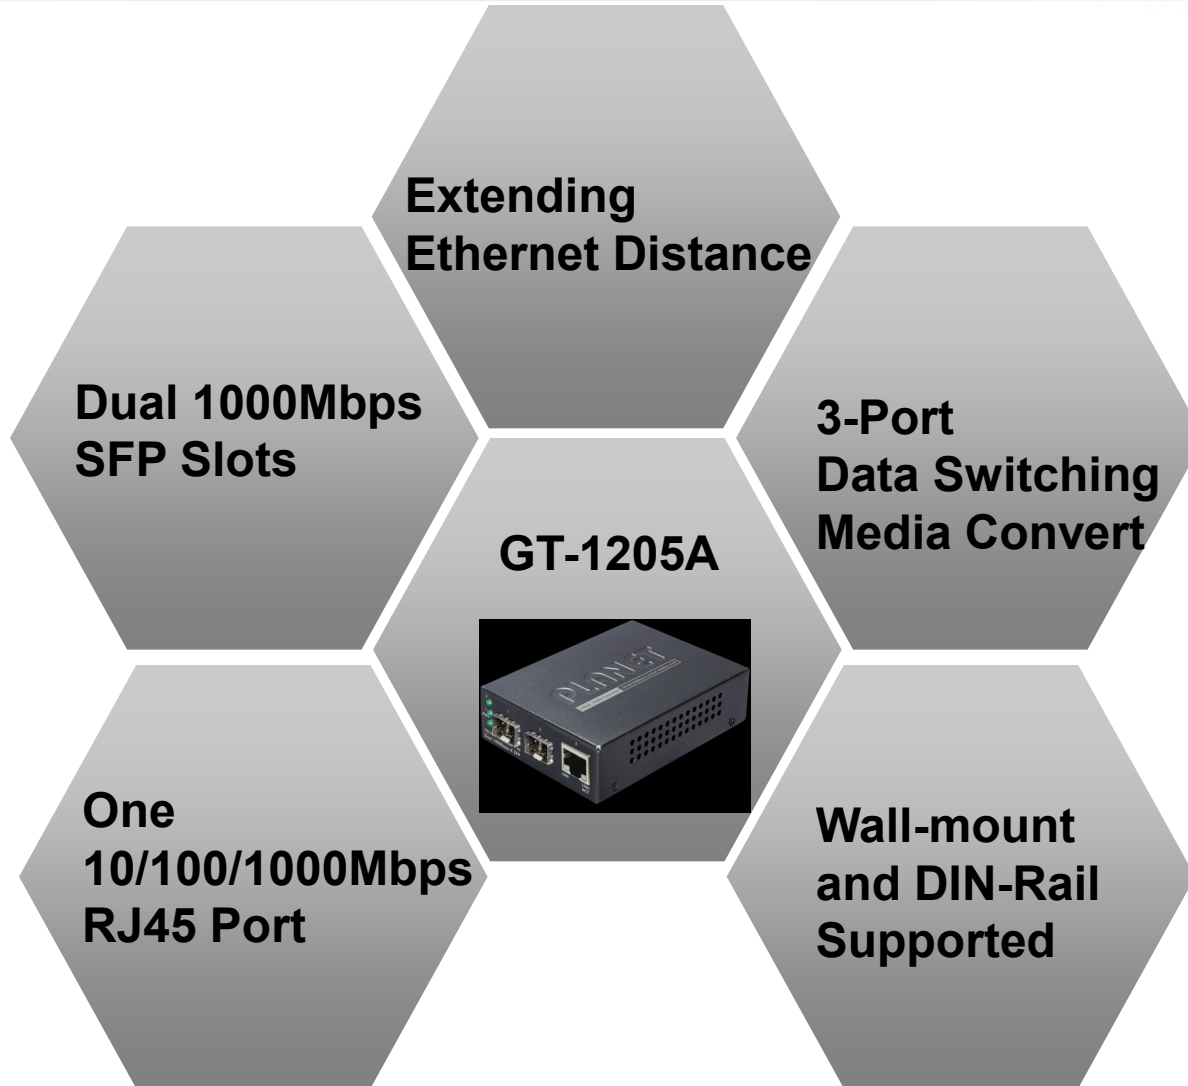 Extending
Ethernet Distance
Dual 1000Mbps
SFP Slots
3-Port
Data Switching
Media Convert
GT-1205A
PLANET
One
10/100/1000Mbps
RJ45 Port
Wall-mount
and DIN-Rail
Supported